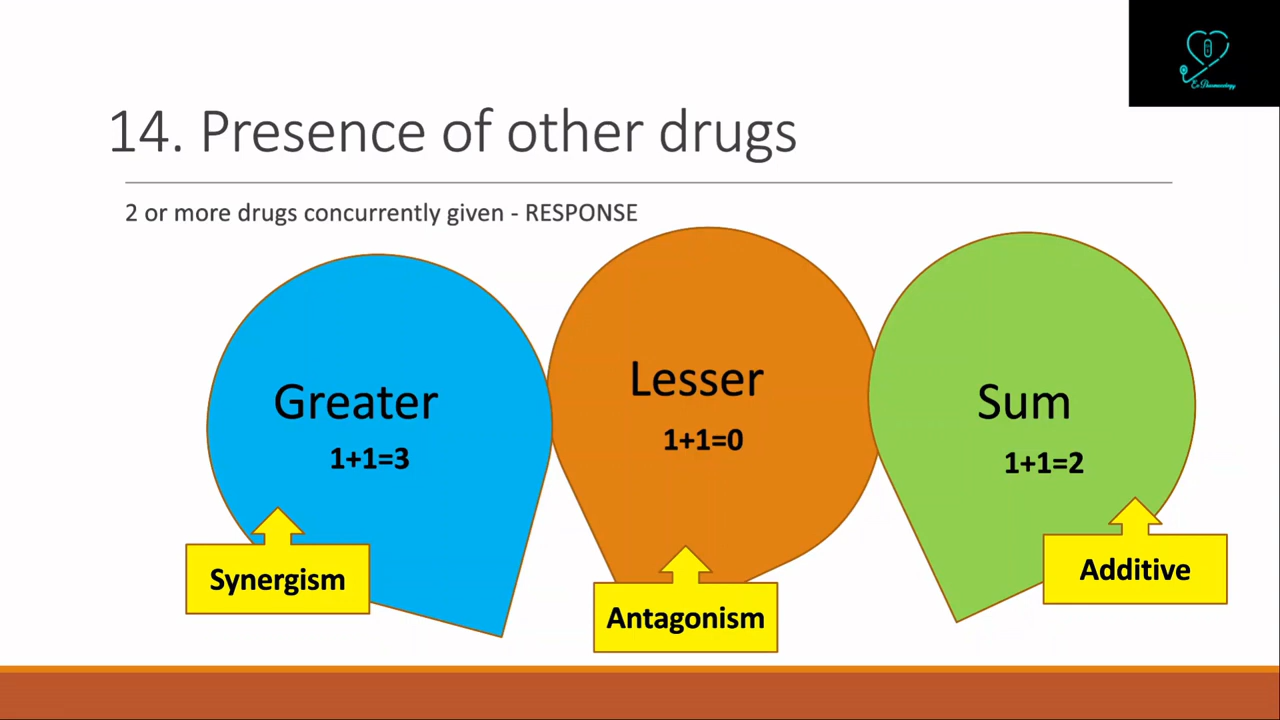 14. Presence of other drugs
2 or more drugs concurrently given - RESPONSE
Greater
1+1=3
Lesser
1+1=0
Sum
1+1=2
Synergism
Antagonism
Additive